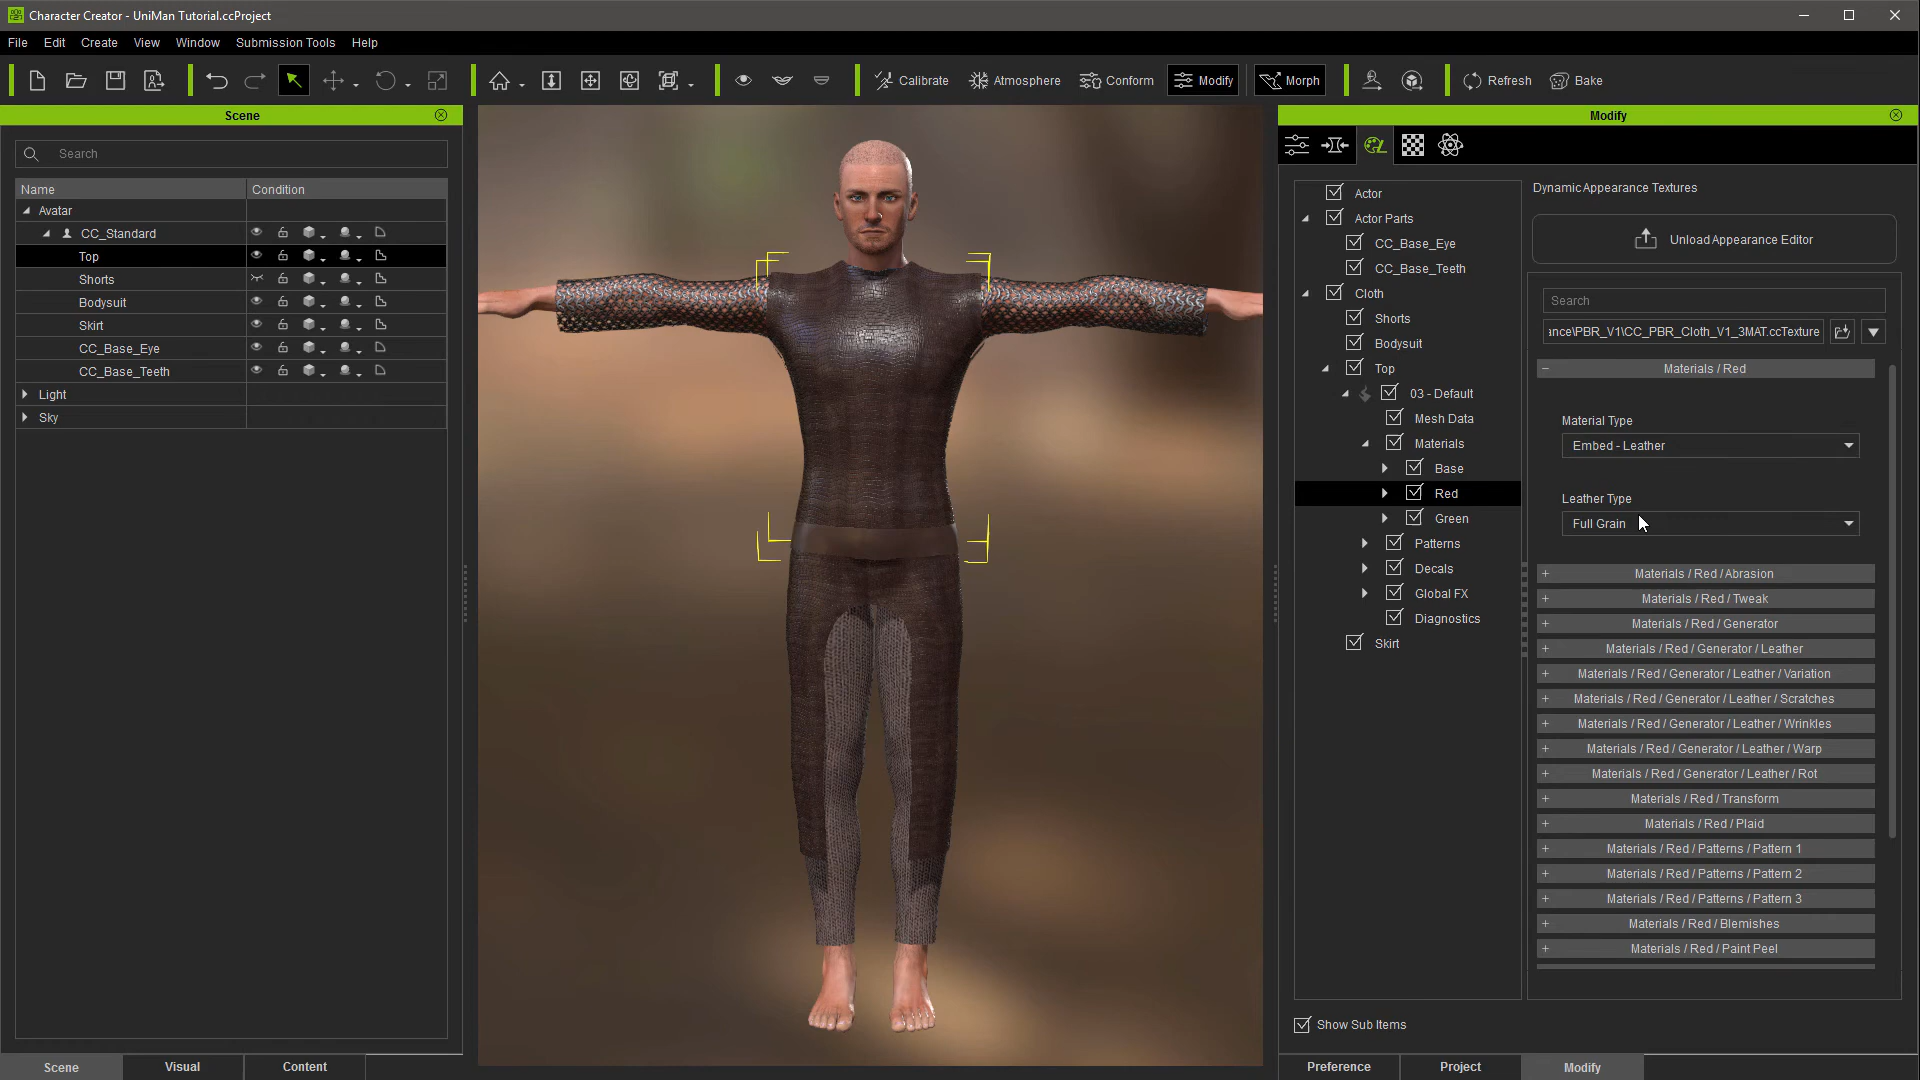 Character Creator - UniMan Tutorial.ccProject
File Edit Create View Window Submission Tools Help
Calibrate Atmosphere Conform Modify Morph Refresh Bake
Scene
Search
Name Condition
Avatar
CC_Standard
Top
Shorts
Bodysuit
Skirt
CC_Base_Eye
CC_Base_Teeth
Light
Sky
Scene Visual Content
Modify
Actor
Actor Parts
CC_Base_Eye
CC_Base_Teeth
Cloth
Shorts
Bodysuit
Top
03 - Default
Mesh Data
Materials
Base
Red
Green
Patterns
Decals
Global FX
Diagnostics
Skirt
Dynamic Appearance Textures
Unload Appearance Editor
Search
ance\PBR_V1\CC_PBR_Cloth_V1_3MAT.ccTexture
Materials / Red
Material Type
Embed - Leather
Leather Type
Full Grain
Materials / Red / Abrasion
Materials / Red / Tweak
Materials / Red / Generator
Materials / Red / Generator / Leather
Materials / Red / Generator / Leather / Variation
Materials / Red / Generator / Leather / Scratches
Materials / Red / Generator / Leather / Wrinkles
Materials / Red / Generator / Leather / Warp
Materials / Red / Generator / Leather / Rot
Materials / Red / Transform
Materials / Red / Plaid
Materials / Red / Patterns / Pattern 1
Materials / Red / Patterns / Pattern 2
Materials / Red / Patterns / Pattern 3
Materials / Red / Blemishes
Materials / Red / Paint Peel
Show Sub Items
Preference Project Modify